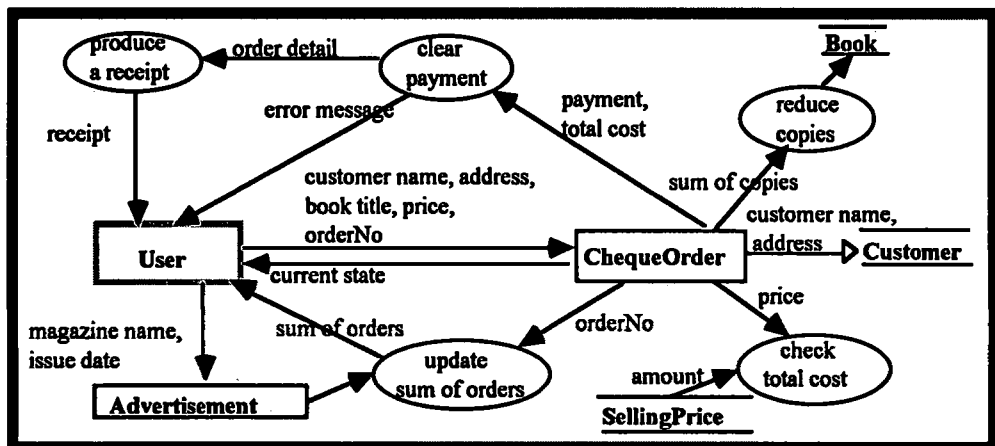 produce
a receipt
order detail
clear
payment
Book
receipt
error message
payment,
total cost
reduce
copies
customer name, address,
book title, price,
orderNo
sum of copies
customer name,
address
User
ChequeOrder
Customer
current state
price
magazine name,
issue date
sum of orders
orderNo
update
sum of orders
check
total cost
amount
Advertisement
SellingPrice